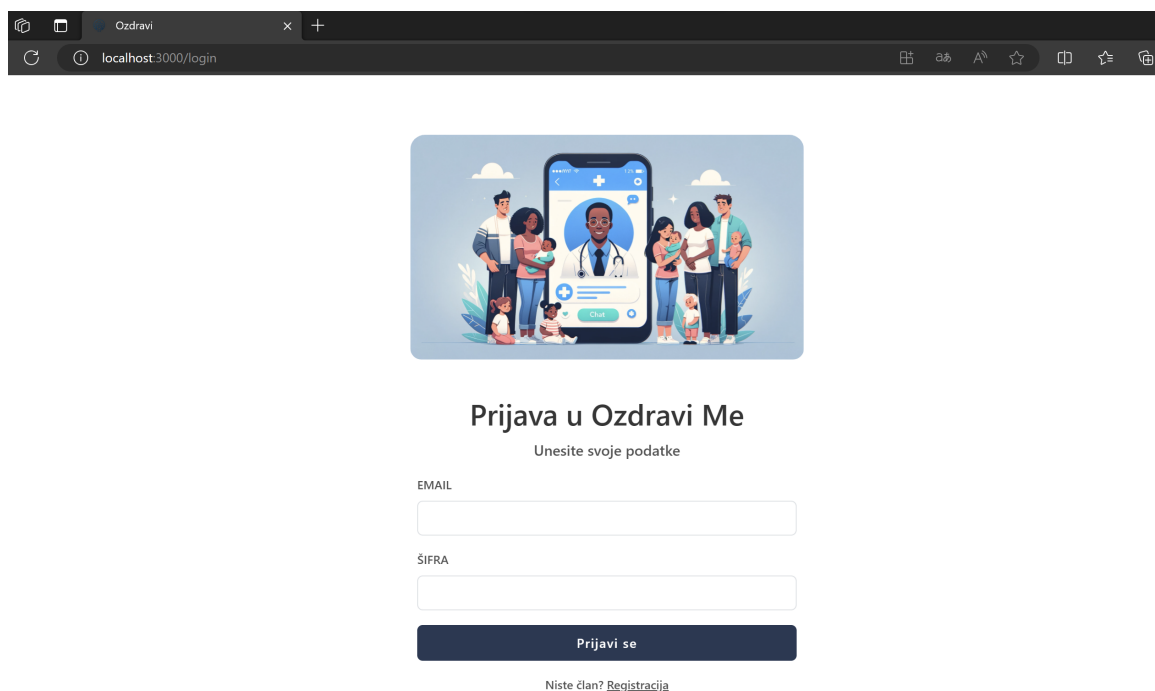 Ozdravi
localhost:3000/login
Chat
Prijava u Ozdravi Me
Unesite svoje podatke
EMAIL
ŠIFRA
Prijavi se
Niste član? Registracija